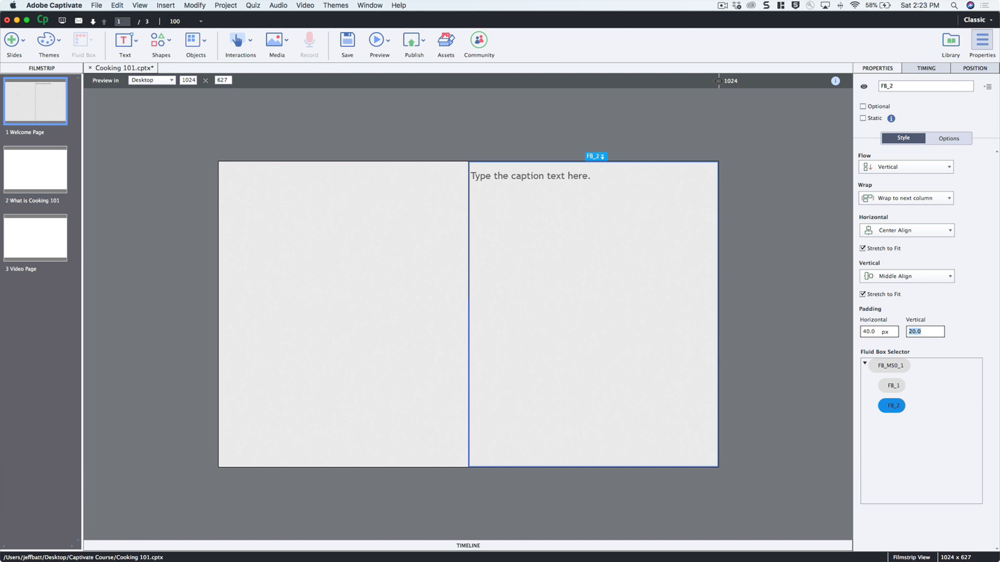 Adobe Captivate File Edit View Insert Modify Project Quiz Audio Video Themes Window Help 58% Sat 2:23 PM
Cp 1 / 3 100 Classic
Slides Themes Fluid Box Text Shapes Objects Interactions Media Record Save Preview Publish Assets Community Library Properties
FILMSTRIP × Cooking 101.cptx* PROPERTIES TIMING POSITION
Preview in Desktop 1024 × 627 1024
FB_2
Optional
Static
Style Options
1 Welcome Page
2 What is Cooking 101
3 Video Page
FB_2
Type the caption text here.
Flow
Vertical
Wrap
Wrap to next column
Horizontal
Center Align
Stretch to Fit
Vertical
Middle Align
Stretch to Fit
Padding
Horizontal Vertical
40.0 px 20.0
Fluid Box Selector
FB_MS0_1
FB_1
FB_2
TIMELINE
/Users/jeffbatt/Desktop/Captivate Course/Cooking 101.cptx Filmstrip View 1024 x 627